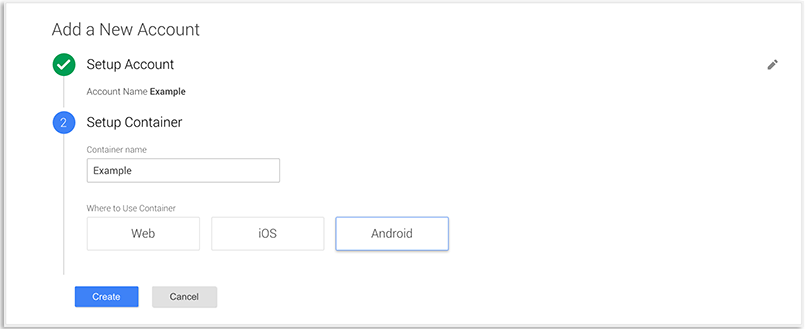 Add a New Account
Setup Account
Account Name Example
2 Setup Container
Container name
Example
Where to Use Container
Web iOS Android
Create Cancel